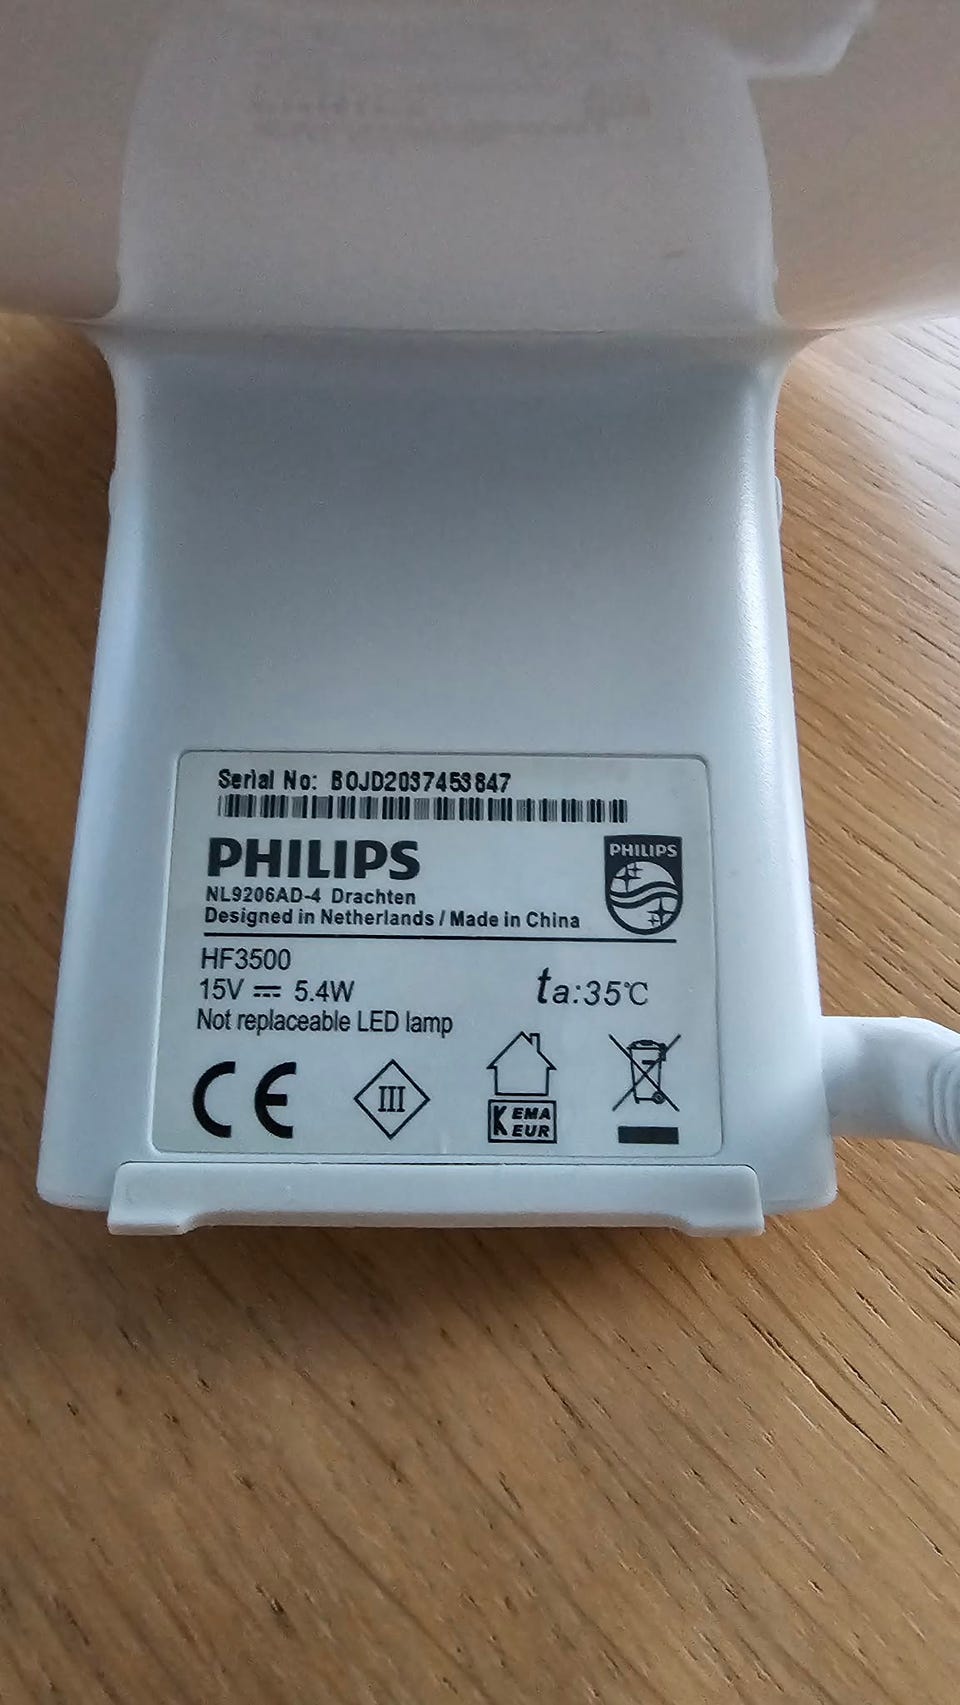 Serial No: BOJD2037453847
PHILIPS
PHILIPS
NL9206AD-4 Drachten
Designed in Netherlands / Made in China
HF3500
15V ⎓ 5.4W
ta:35℃
Not replaceable LED lamp
CE
III
KEMA
EUR